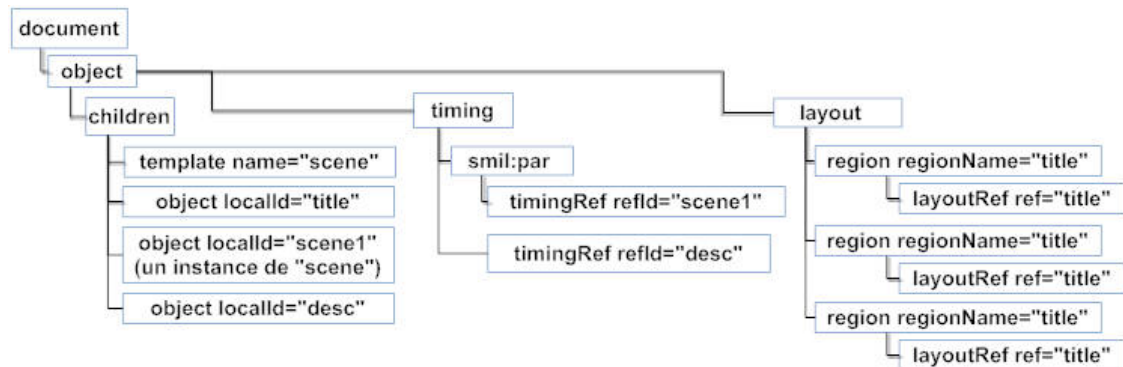 document
object
children
template name="scene"
object localId="title"
object localId="scene1"
(un instance de "scene")
object localId="desc"
timing
smil:par
timingRef refId="scene1"
timingRef refId="desc"
layout
region regionName="title"
layoutRef ref="title"
region regionName="title"
layoutRef ref="title"
region regionName="title"
layoutRef ref="title"